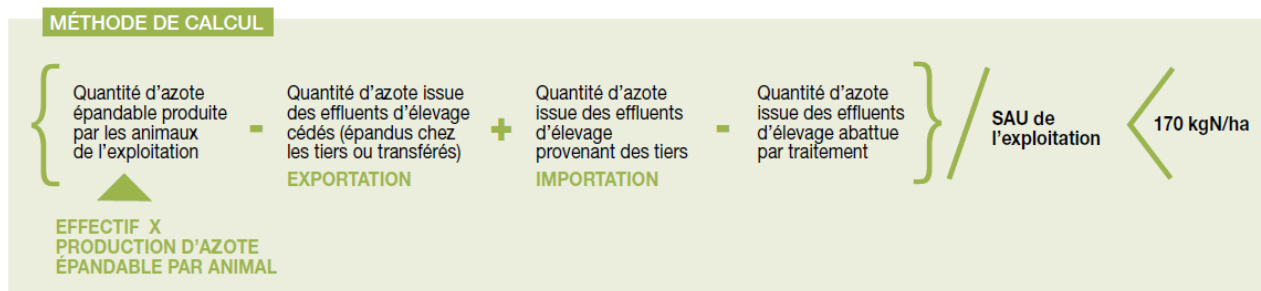 MÉTHODE DE CALCUL
Quantité d’azote
épandable produite
par les animaux
de l’exploitation
-
Quantité d’azote issue
des effluents d’élevage
cédés (épandus chez
les tiers ou transférés)
EXPORTATION
+
Quantité d’azote
issue des effluents
d’élevage
provenant des tiers
IMPORTATION
-
Quantité d’azote
issue des effluents
d’élevage abattue
par traitement
/
SAU de
l’exploitation
<
170 kgN/ha
EFFECTIF X
PRODUCTION D’AZOTE
ÉPANDABLE PAR ANIMAL